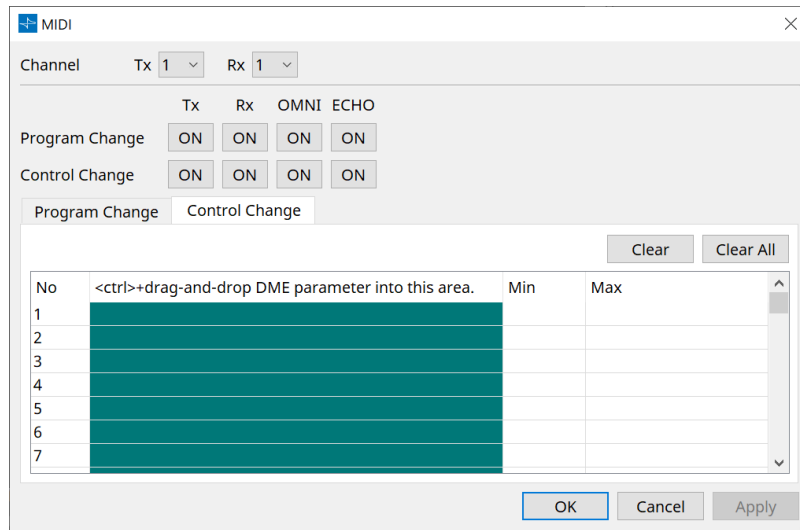 MIDI
Channel Tx 1 Rx 1
Tx Rx OMNI ECHO
Program Change ON ON ON ON
Control Change ON ON ON ON
Program Change Control Change
Clear Clear All
No <ctrl>+drag-and-drop DME parameter into this area. Min Max
1
2
3
4
5
6
7
OK Cancel Apply